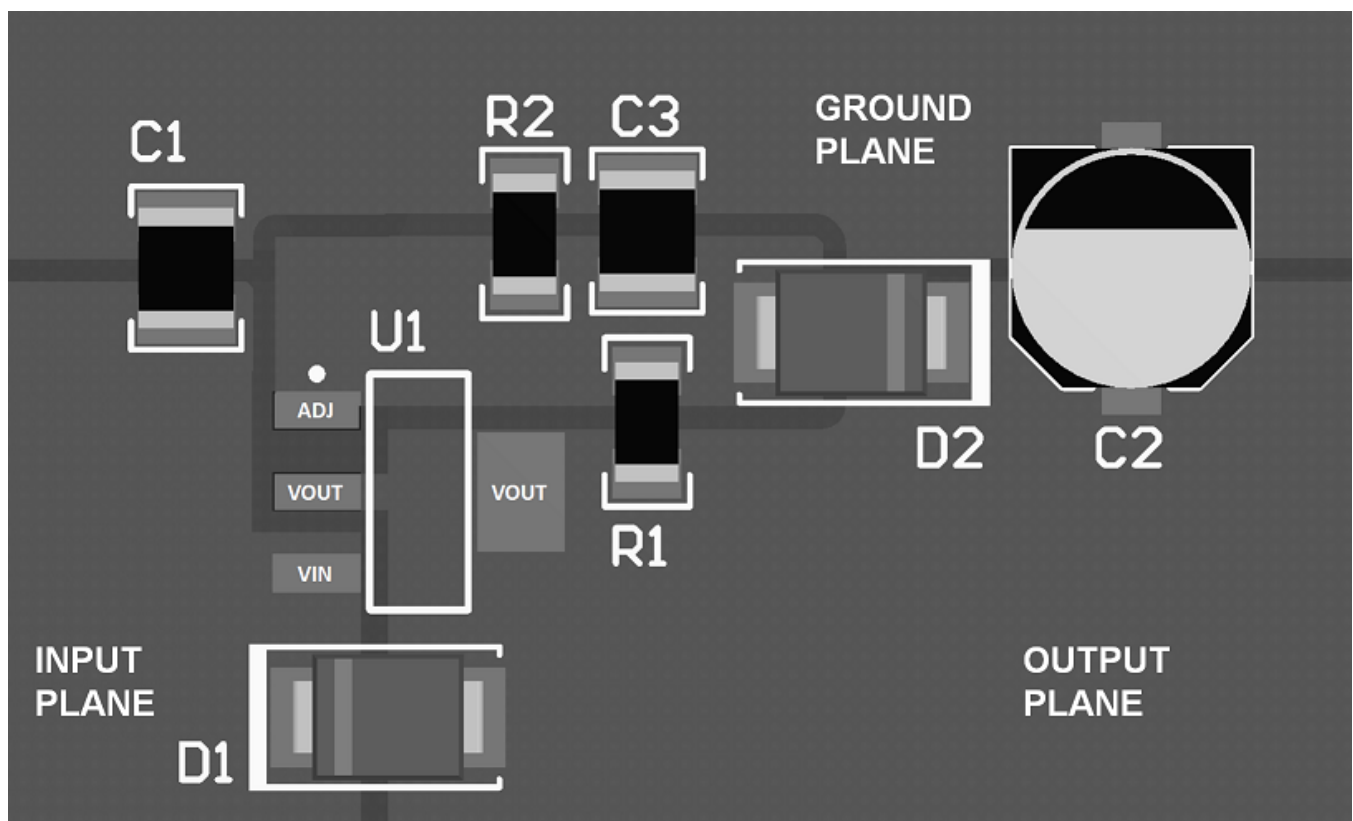 R2 C3
GROUND
PLANE
C1
U1
ADJ
D2
C2
VOUT
VOUT
R1
VIN
INPUT
PLANE
OUTPUT
PLANE
D1